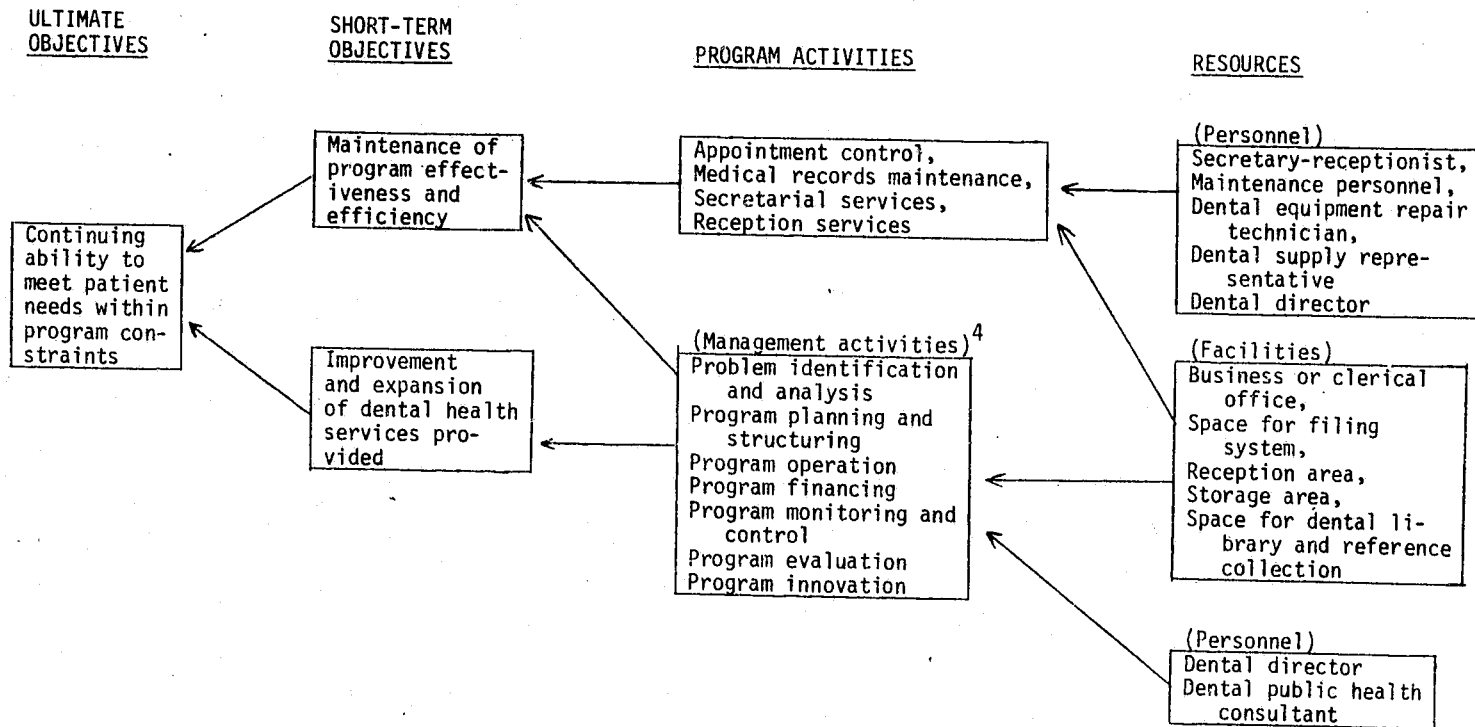 ULTIMATE
OBJECTIVES
SHORT-TERM
OBJECTIVES
PROGRAM ACTIVITIES
RESOURCES
Continuing
ability to
meet patient
needs within
program con-
straints
Maintenance of
program effect-
iveness and
efficiency
Improvement
and expansion
of dental health
services pro-
vided
Appointment control,
Medical records maintenance,
Secretarial services,
Reception services
(Management activities)4
Problem identification
and analysis
Program planning and
structuring
Program operation
Program financing
Program monitoring and
control
Program evaluation
Program innovation
(Personnel)
Secretary-receptionist,
Maintenance personnel,
Dental equipment repair
technician,
Dental supply repre-
sentative
Dental director
(Facilities)
Business or clerical
office,
Space for filing
system,
Reception area,
Storage area,
Space for dental li-
brary and reference
collection
(Personnel)
Dental director
Dental public health
consultant